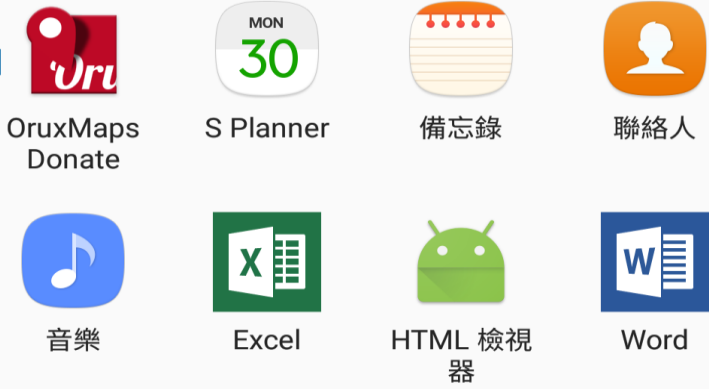 'Oru
MON
30
OruxMaps
Donate
S Planner
備忘錄
聯絡人
X
W
音樂
Excel
HTML 檢視
器
Word